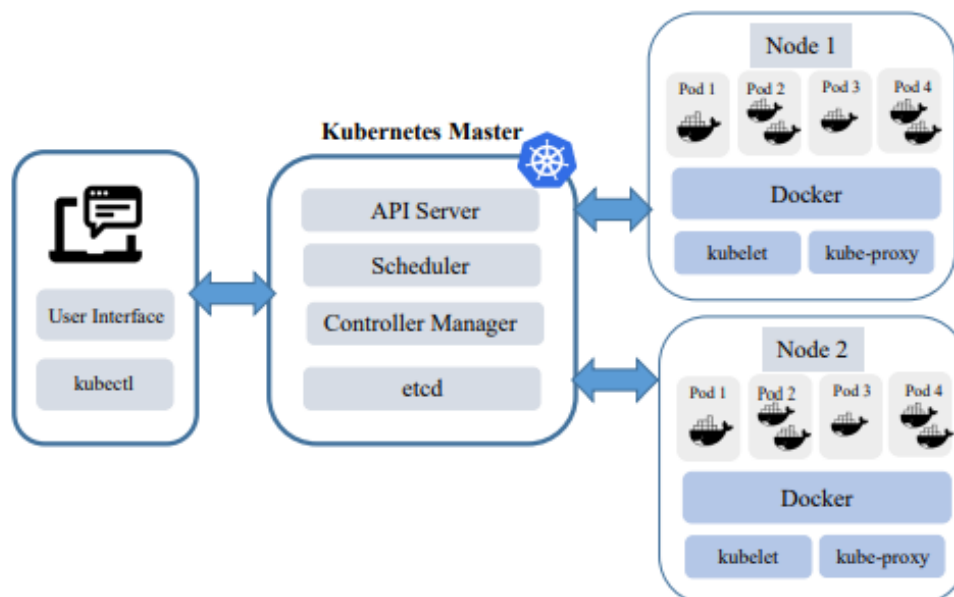 Kubernetes Master
User Interface
kubectl
API Server
Scheduler
Controller Manager
etcd
Node 1
Pod 1 Pod 2 Pod 3 Pod 4
Docker
kubelet kube-proxy
Node 2
Pod 1 Pod 2 Pod 3 Pod 4
Docker
kubelet kube-proxy